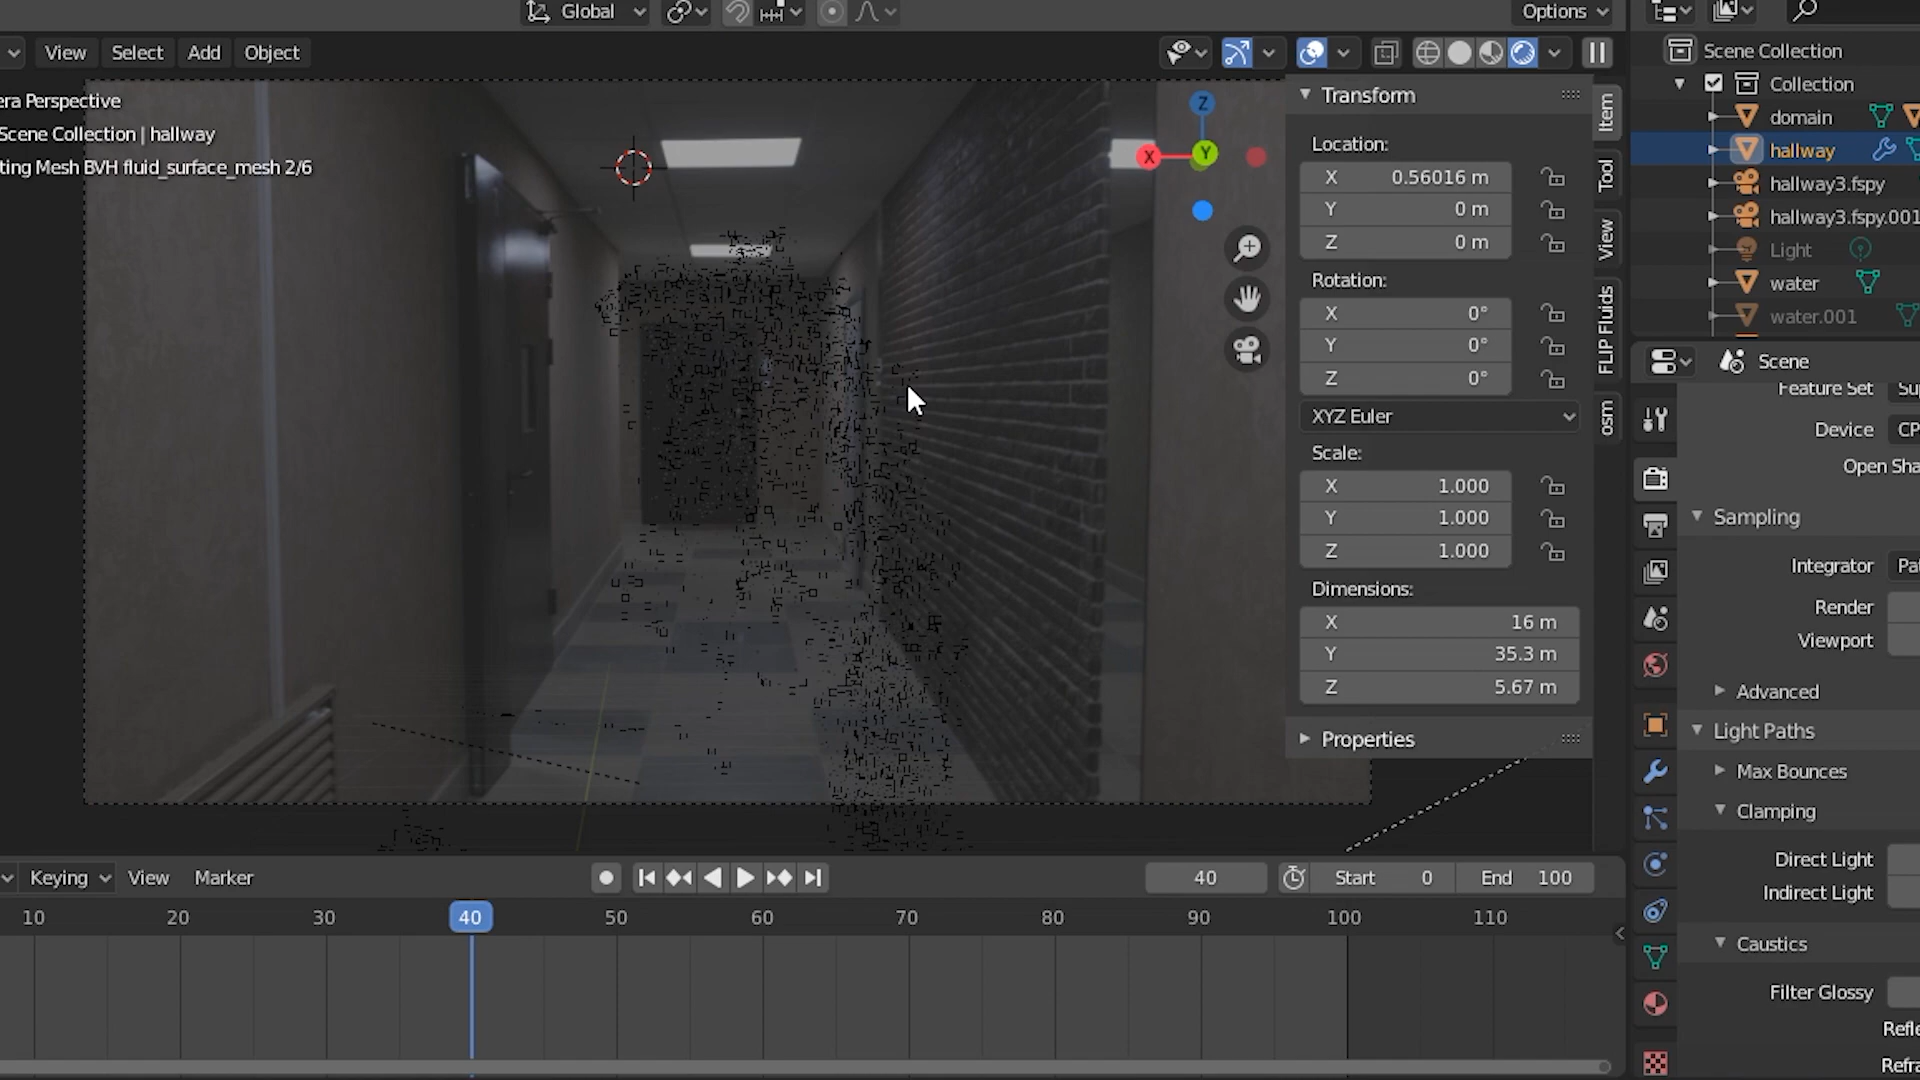 Global
Options
View Select Add Object
Scene Collection
era Perspective
Transform
Item
Collection
Scene Collection | hallway
Z
domain
ting Mesh BVH fluid_surface_mesh 2/6
Location:
X
Y
hallway
X 0.56016 m
Tool
hallway3.fspy
Y 0 m
hallway3.fspy.001
Z 0 m
View
Light
Rotation:
water
X 0°
FLIP Fluids
water.001
Y 0°
Scene
Z 0°
Feature Set Su
XYZ Euler
osm
Device CP
Scale:
Open Sha
X 1.000
Y 1.000
Sampling
Z 1.000
Integrator Pa
Dimensions:
Render
X 16 m
Viewport
Y 35.3 m
Z 5.67 m
Advanced
Properties
Light Paths
Max Bounces
Clamping
Direct Light
Keying View Marker
40
Start 0
End 100
Indirect Light
10 20 30 40 50 60 70 80 90 100 110
Caustics
Filter Glossy
Refle
Refra